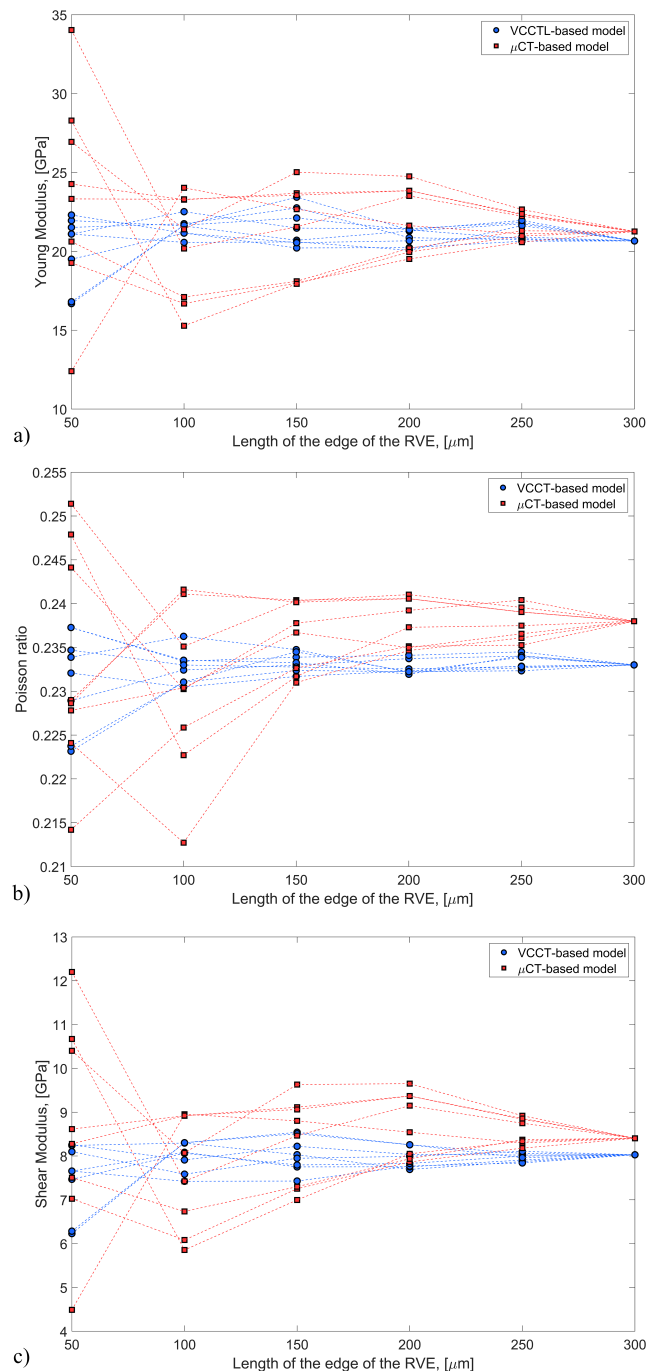 35
VCCTL-based model
μCT-based model
30
25
20
15
10
Young Modulus, [GPa]
50
100
150
200
250
300
Length of the edge of the RVE, [μm]
a)
0.255
VCCT-based model
μCT-based model
0.25
0.245
0.24
0.235
0.23
0.225
0.22
0.215
0.21
Poisson ratio
50
100
150
200
250
300
Length of the edge of the RVE, [μm]
b)
13
VCCT-based model
μCT-based model
12
11
10
9
8
7
6
5
4
Shear Modulus, [GPa]
50
100
150
200
250
300
Length of the edge of the RVE, [μm]
c)